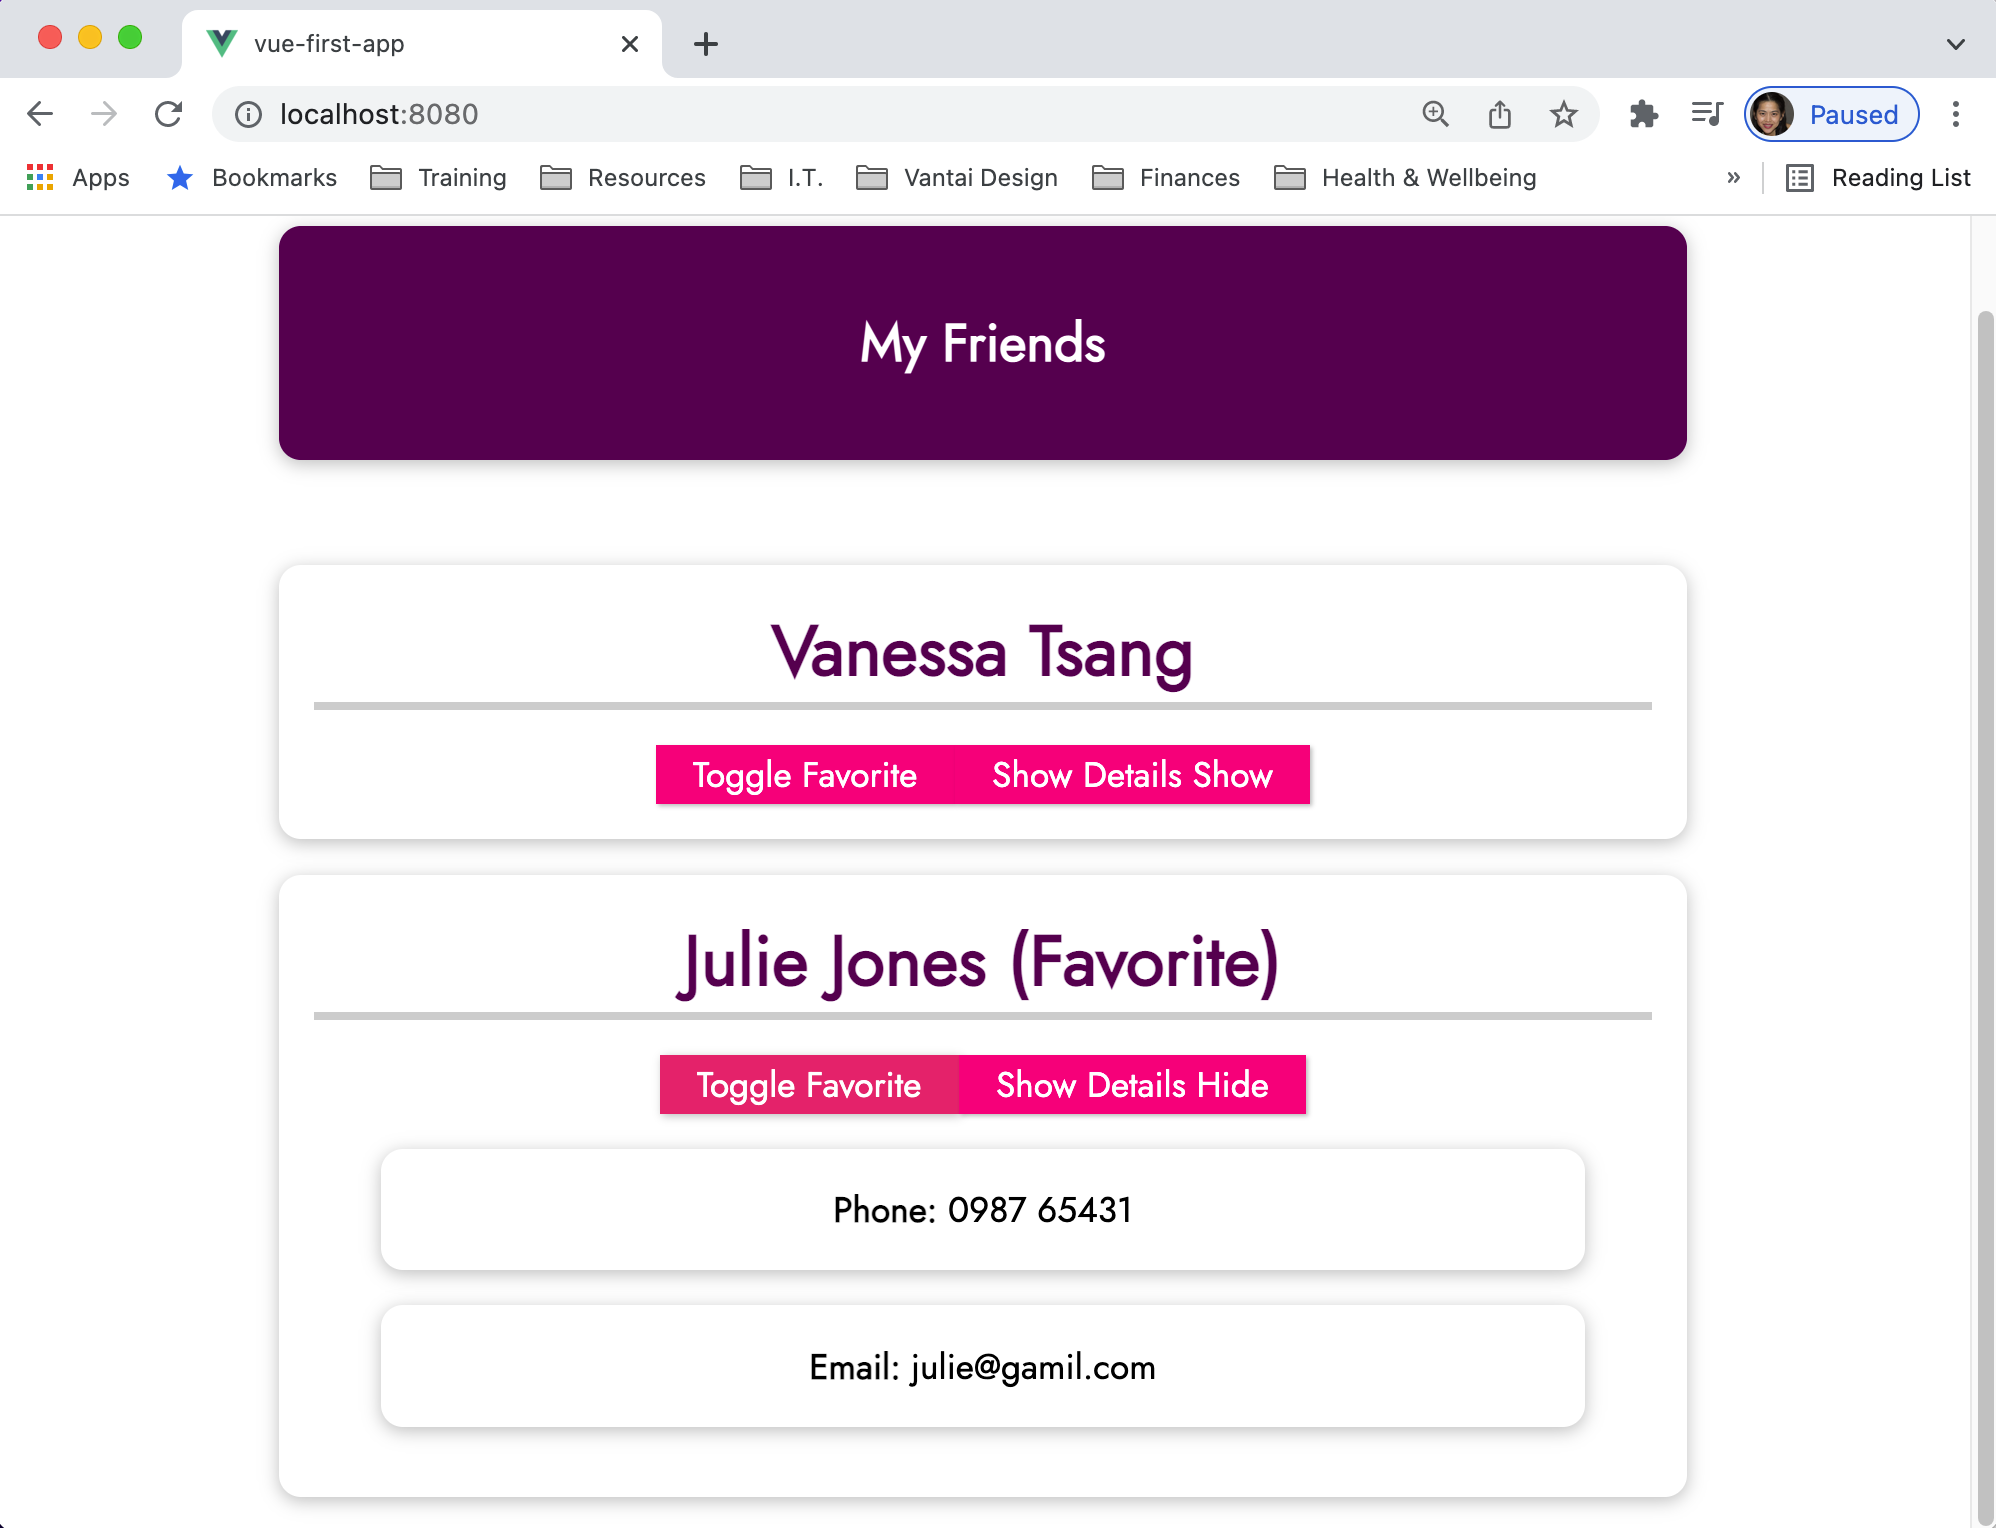 vue-first-app
localhost:8080
Paused
Apps Bookmarks Training Resources I.T. Vantai Design Finances Health & Wellbeing » Reading List
My Friends
Vanessa Tsang
Toggle Favorite Show Details Show
Julie Jones (Favorite)
Toggle Favorite Show Details Hide
Phone: 0987 65431
Email: julie@gamil.com